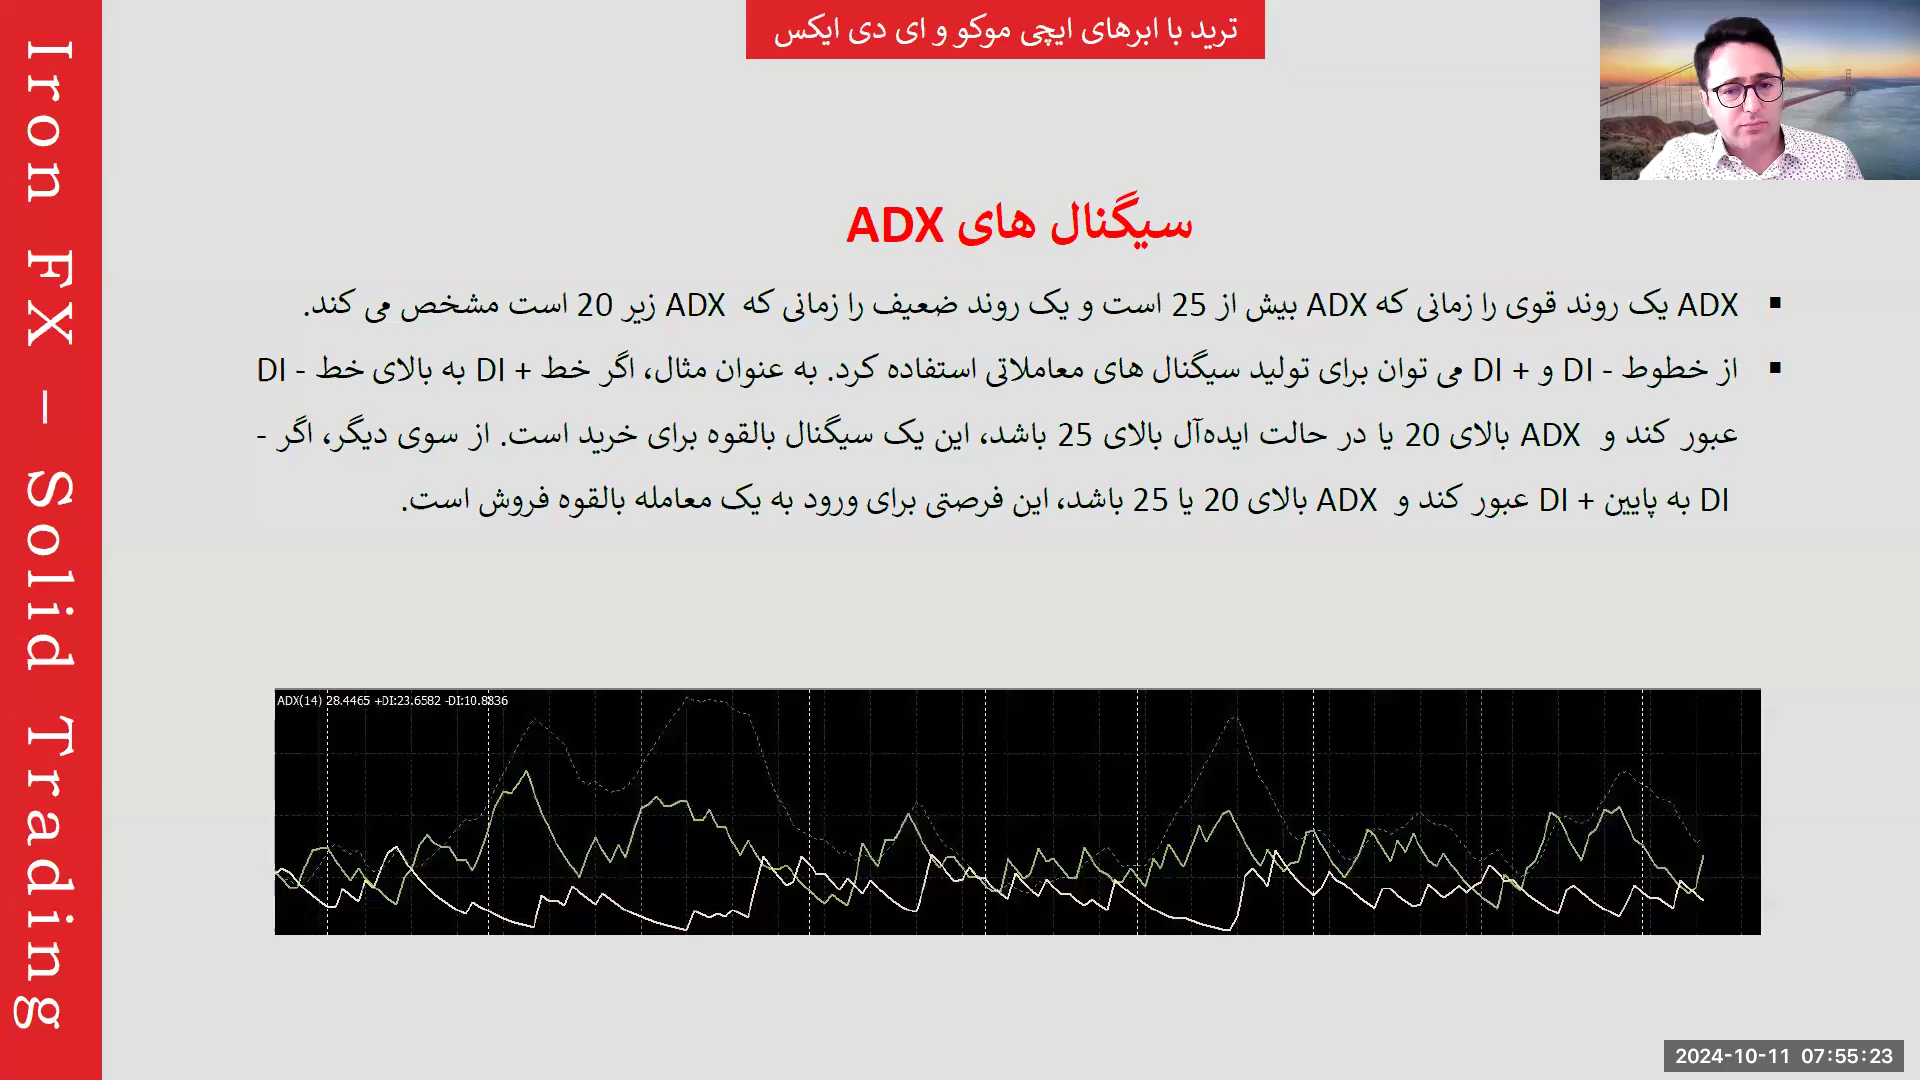 ترید با ابرهای ایچی موکو و ای دی ایکس
Iron FX – Solid Trading
سیگنال های ADX
▪ ADX یک روند قوی را زمانی که ADX بیش از 25 است و یک روند ضعیف را زمانی که ADX زیر 20 است مشخص می کند.
▪ از خطوط - DI و + DI می توان برای تولید سیگنال های معاملاتی استفاده کرد. به عنوان مثال، اگر خط + DI به بالای خط - DI
عبور کند و ADX بالای 20 یا در حالت ایده‌آل بالای 25 باشد، این یک سیگنال بالقوه برای خرید است. از سوی دیگر، اگر -
DI به پایین + DI عبور کند و ADX بالای 20 یا 25 باشد، این فرصتی برای ورود به یک معامله بالقوه فروش است.
ADX(14) 28.4465 +DI:23.6582 -DI:10.8836
2024-10-11 07:55:23